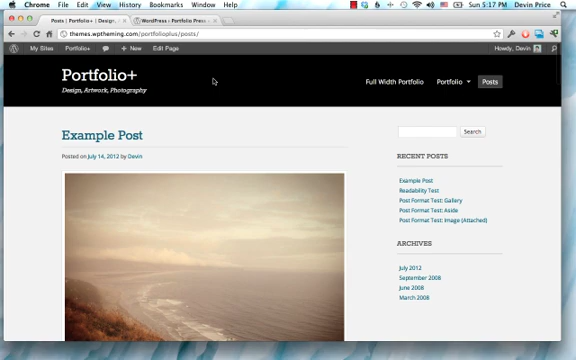 Chrome File Edit View History Bookmarks Window Help
Sun 5:17 PM Devin Price
Posts | Portfolio+ | Design,
WordPress › Portfolio Press
themes.wptheming.com/portfolioplus/posts/
My Sites Portfolio+ + New Edit Page
Howdy, Devin
Portfolio+
Design, Artwork, Photography
Full Width Portfolio Portfolio Posts
Example Post
Posted on July 14, 2012 by Devin
Search
RECENT POSTS
Example Post
Readability Test
Post Format Test: Gallery
Post Format Test: Aside
Post Format Test: Image (Attached)
ARCHIVES
July 2012
September 2008
June 2008
March 2008